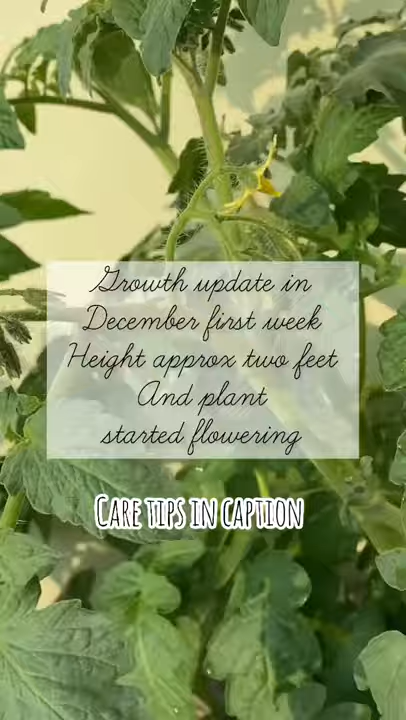 Growth update in
December first week
Height approx two feet
And plant
started flowering
CARE TIPS IN CAPTION